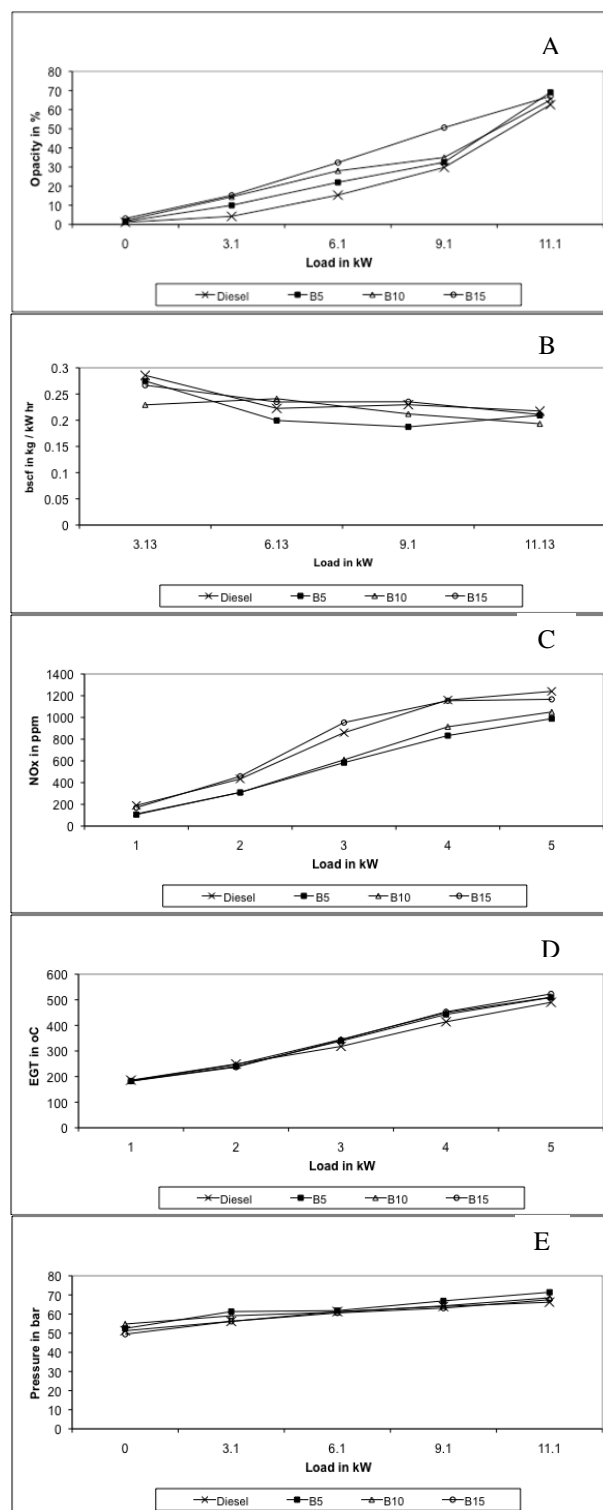 A
80
70
60
50
40
30
20
10
0
Opacity in %
0 3.1 6.1 9.1 11.1
Load in kW
Diesel B5 B10 B15
B
0.3
0.25
0.2
0.15
0.1
0.05
0
bscf in kg / kW hr
3.13 6.13 9.1 11.13
Load in kW
Diesel B5 B10 B15
C
1400
1200
1000
800
600
400
200
0
NOx in ppm
1 2 3 4 5
Load in kW
Diesel B5 B10 B15
D
600
500
400
300
200
100
0
EGT in oC
1 2 3 4 5
Load in kW
Diesel B5 B10 B15
E
80
70
60
50
40
30
20
10
0
Pressure in bar
0 3.1 6.1 9.1 11.1
Load in kW
Diesel B5 B10 B15